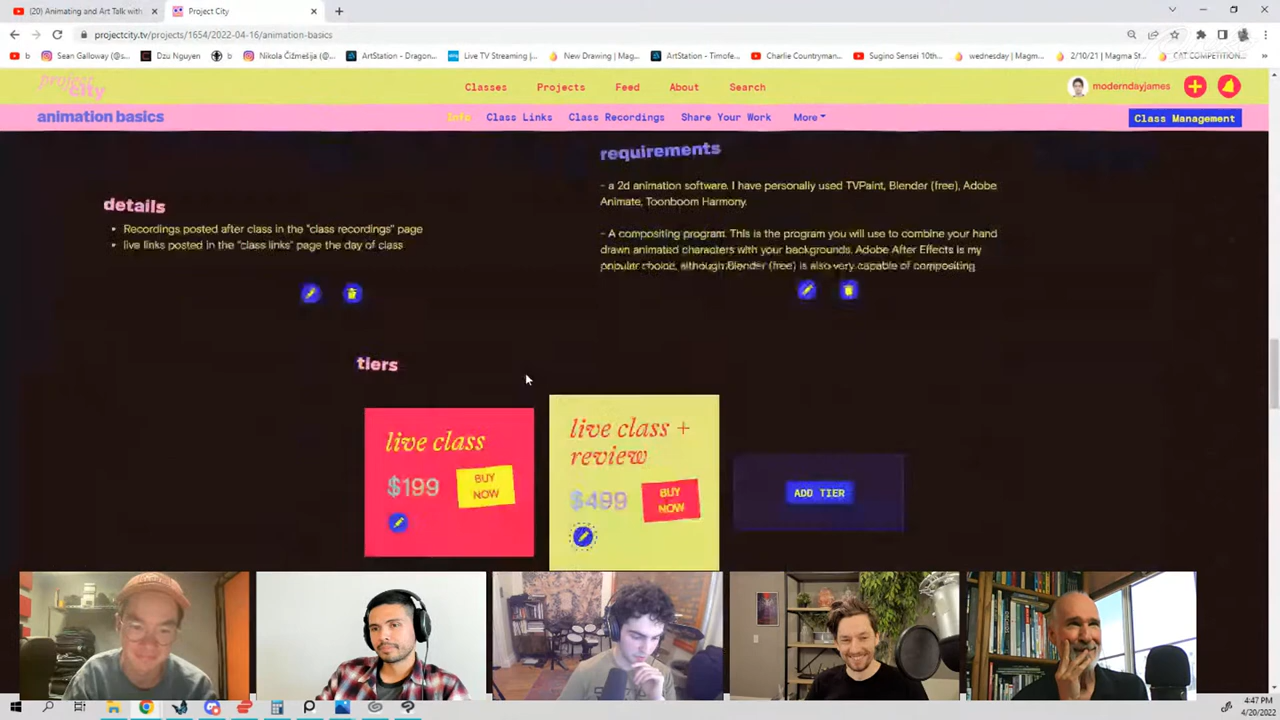 (20) Animating and Art Talk with
Project City
projectcity.tv/projects/1654/2022-04-16/animation-basics
b
Sean Galloway (@s...
Dzu Nguyen
b
Nikola Čižmešija (@...
ArtStation - Dragon...
Live TV Streaming |...
New Drawing | Mag...
ArtStation - Timofe...
Charlie Countryman...
Sugino Sensei 10th...
wednesday | Magm...
2/10/21 | Magma St...
CAT COMPETITION...
project
city
Classes
Projects
Feed
About
Search
moderndayjames
animation basics
Info
Class Links
Class Recordings
Share Your Work
More
Class Management
details
Recordings posted after class in the "class recordings" page
live links posted in the "class links" page the day of class
requirements
- a 2d animation software. I have personally used TVPaint, Blender (free), Adobe
Animate, Toonboom Harmony.
- A compositing program. This is the program you will use to combine your hand
drawn animated characters with your backgrounds. Adobe After Effects is my
popular choice, although Blender (free) is also very capable of compositing
tiers
live class
$199
BUY
NOW
live class +
review
$499
BUY
NOW
ADD TIER
4:47 PM
4/20/2022